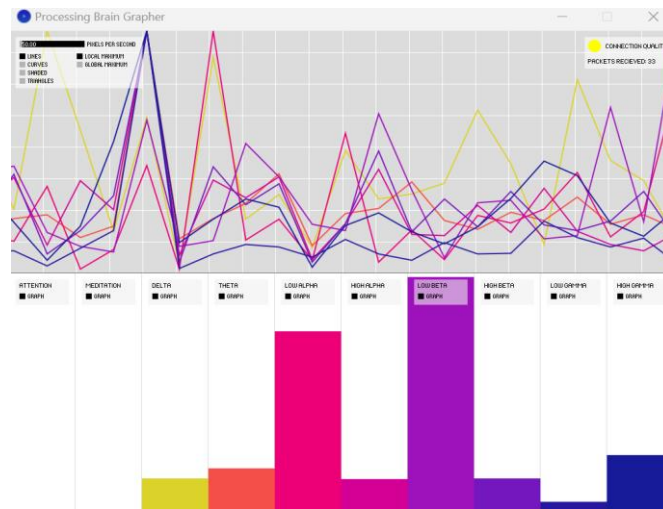 Processing Brain Grapher
PIXELS PER SECOND
LINES
LOCAL MAXIMUM
CURVES
GLOBAL MAXIMUM
SHADED
TRIANGLES
CONNECTION QUALIT
PACKETS RECIEVED: 33
ATTENTION
MEDITATION
DELTA
THETA
LOW ALPHA
HIGH ALPHA
LOW BETA
HIGH BETA
LOW GAMMA
HIGH GAMMA
GRAPH
GRAPH
GRAPH
GRAPH
GRAPH
GRAPH
GRAPH
GRAPH
GRAPH
GRAPH